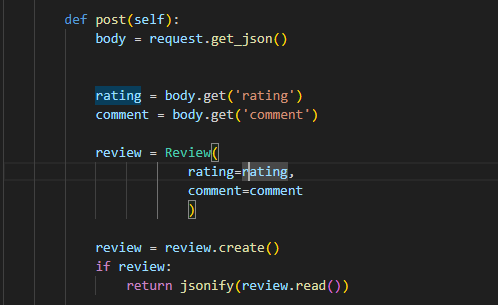 def post(self):
body = request.get_json()
rating = body.get('rating')
comment = body.get('comment')
review = Review(
rating=rating,
comment=comment
)
review = review.create()
if review:
return jsonify(review.read())